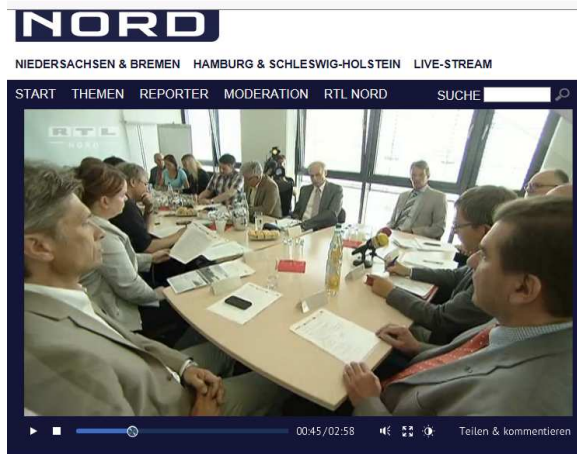 NORD
NIEDERSACHSEN & BREMEN HAMBURG & SCHLESWIG-HOLSTEIN LIVE-STREAM
START THEMEN REPORTER MODERATION RTL NORD SUCHE
RTL
NORD
00:45/02:58 Teilen & kommentieren